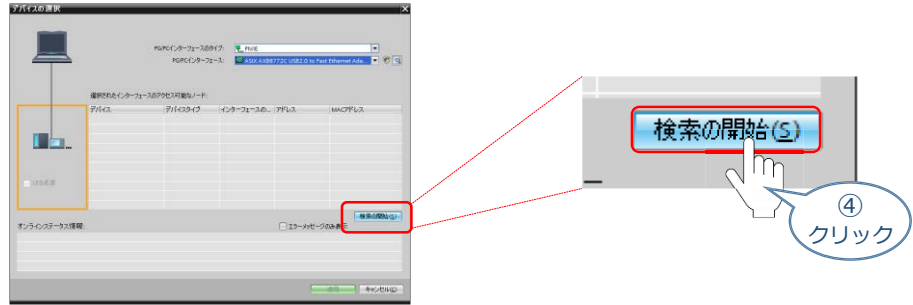 デバイスの選択
PG/PCインターフェースのタイプ: PN/IE
PG/PCインターフェース: ASIX AX88772C USB2.0 to Fast Ethernet Ada...
選択されたインターフェースのアクセス可能なノード:
デバイス デバイスタイプ インターフェースの... アドレス MACアドレス
LED点滅
検索の開始(S)
オンラインステータス情報:
エラーメッセージのみ表示
キャンセル(C)
検索の開始(S)
④
クリック